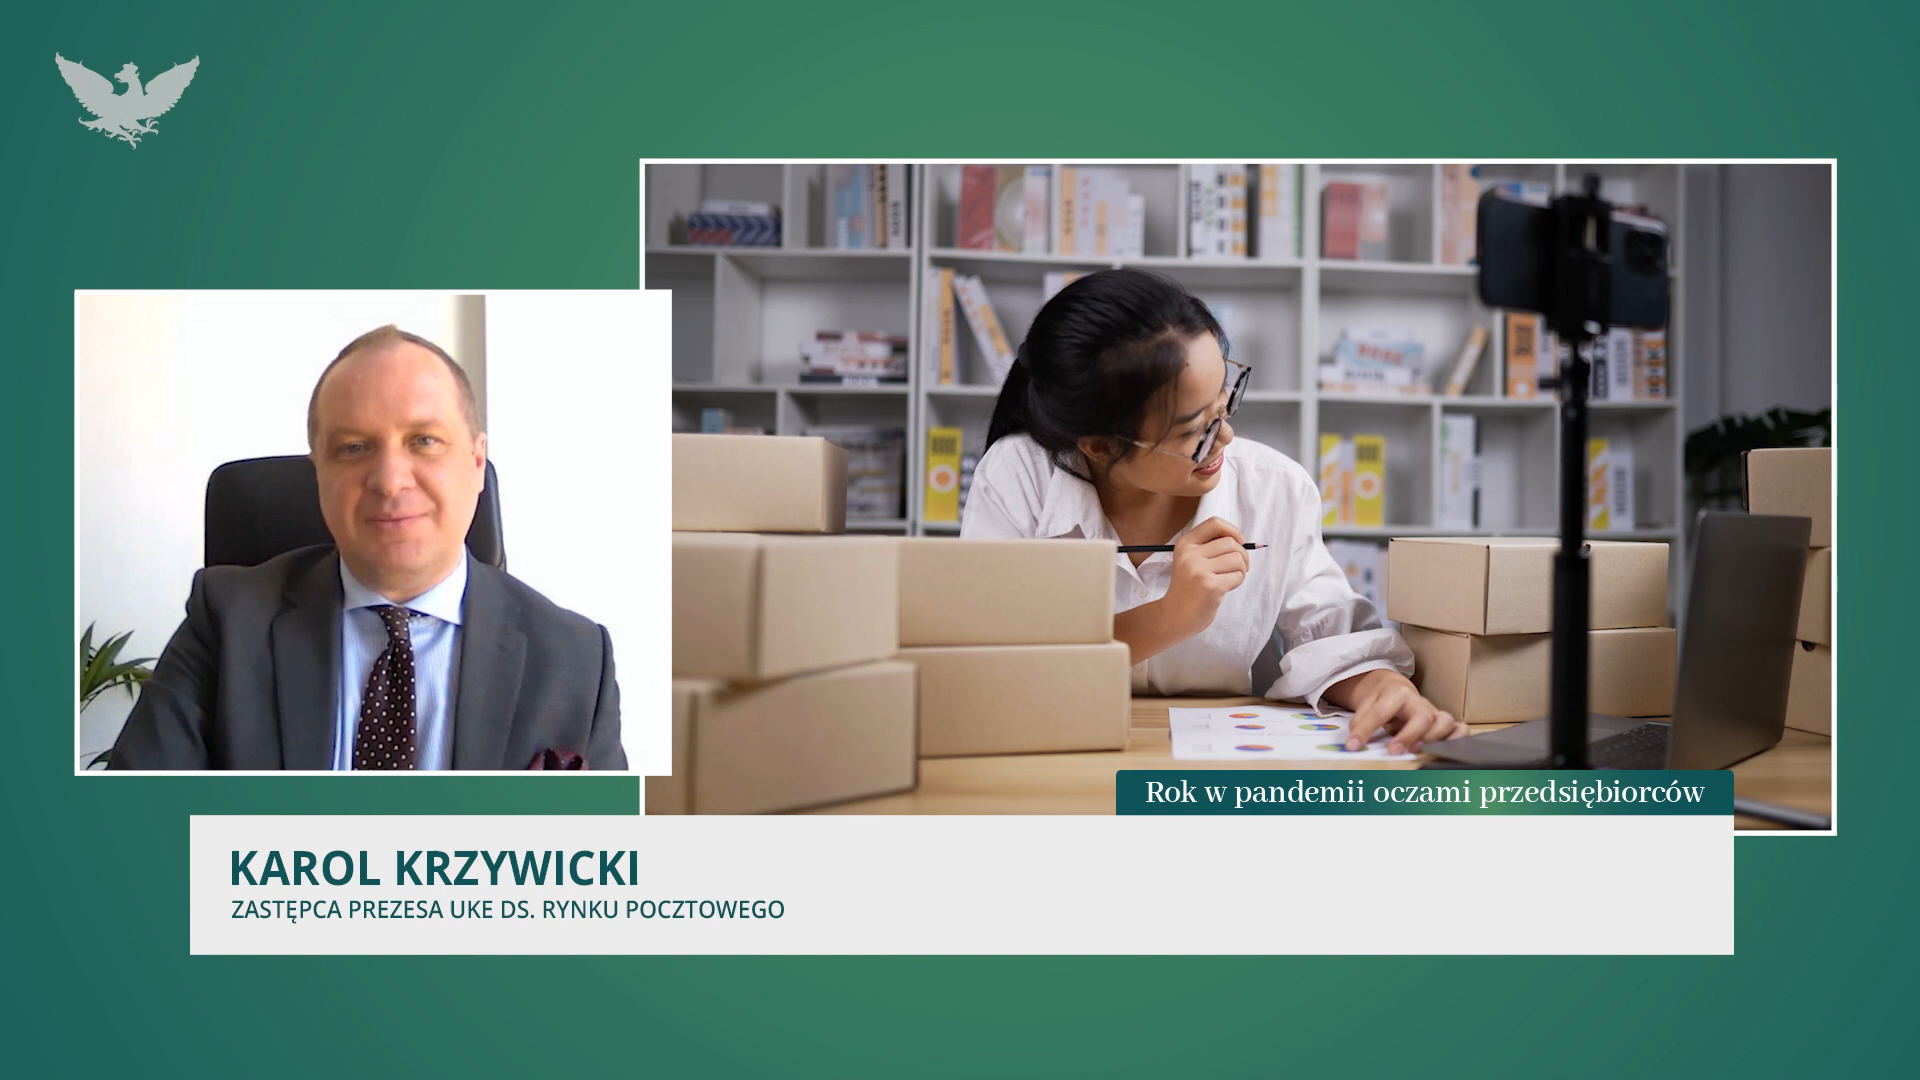 Rok w pandemii oczami przedsiębiorców
KAROL KRZYWICKI
ZASTĘPCA PREZESA UKE DS. RYNKU POCZTOWEGO